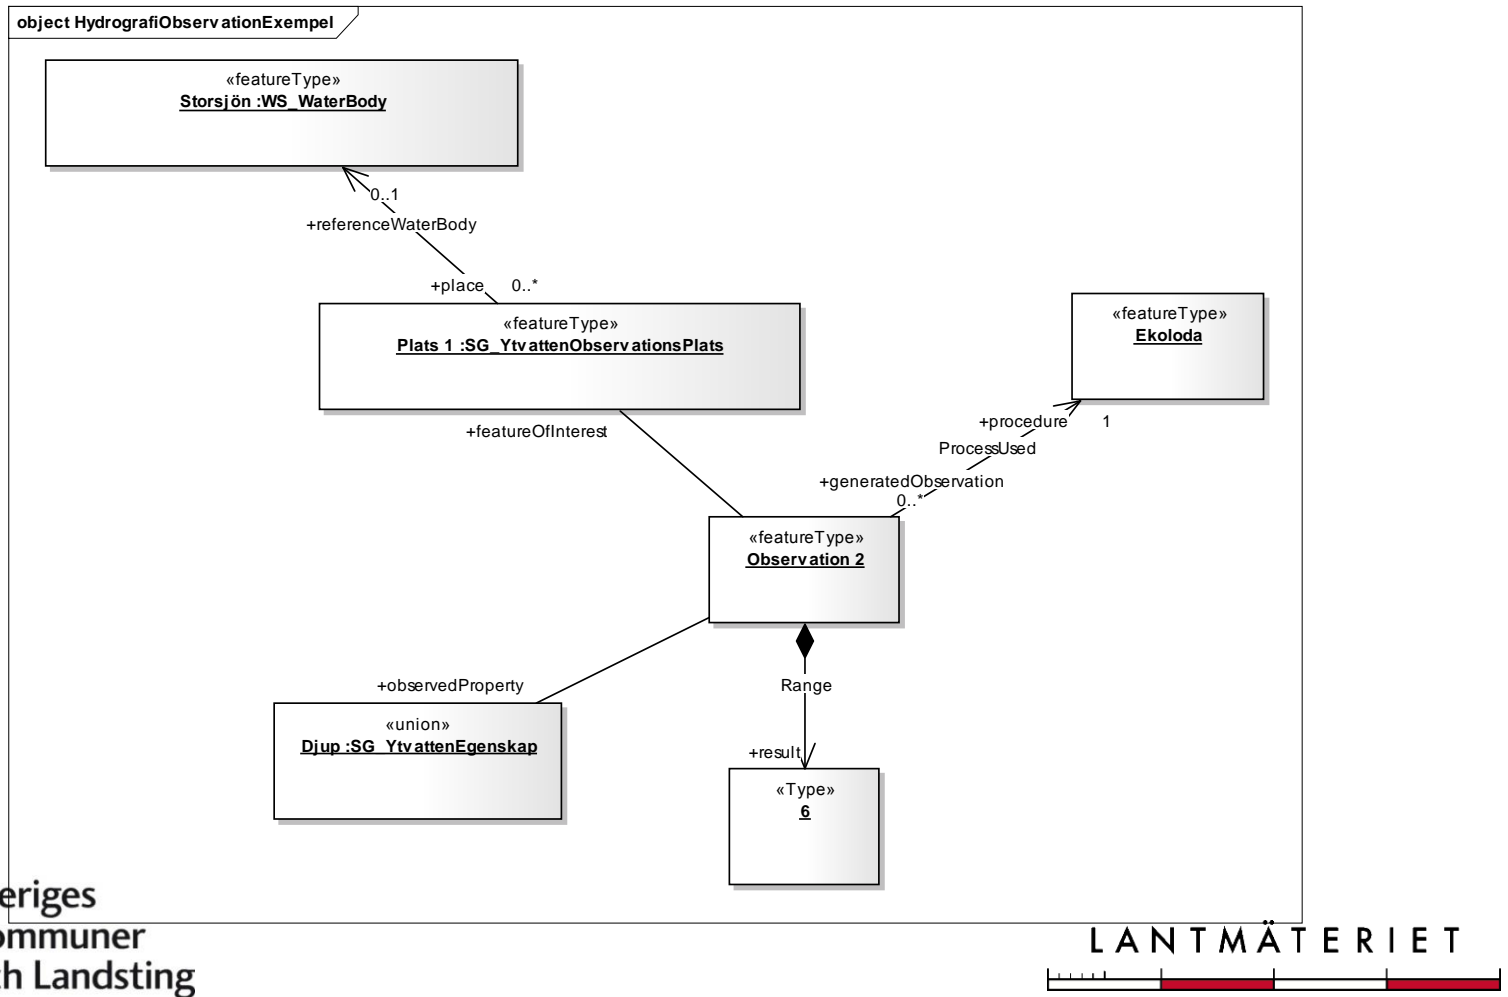 object HydrografiObservationExempel
«featureType»
Storsjön :WS_WaterBody
0..1
+referenceWaterBody
+place 0..*
«featureType»
Plats 1 :SG_YtvattenObservationsPlats
«featureType»
Ekoloda
+featureOfInterest
+procedure 1
ProcessUsed
+generatedObservation
0..*
«featureType»
Observation 2
+observedProperty
Range
«union»
Djup :SG_YtvattenEgenskap
+result
«Type»
6
eriges
ommuner
h Landsting
LANTMÄTERIET